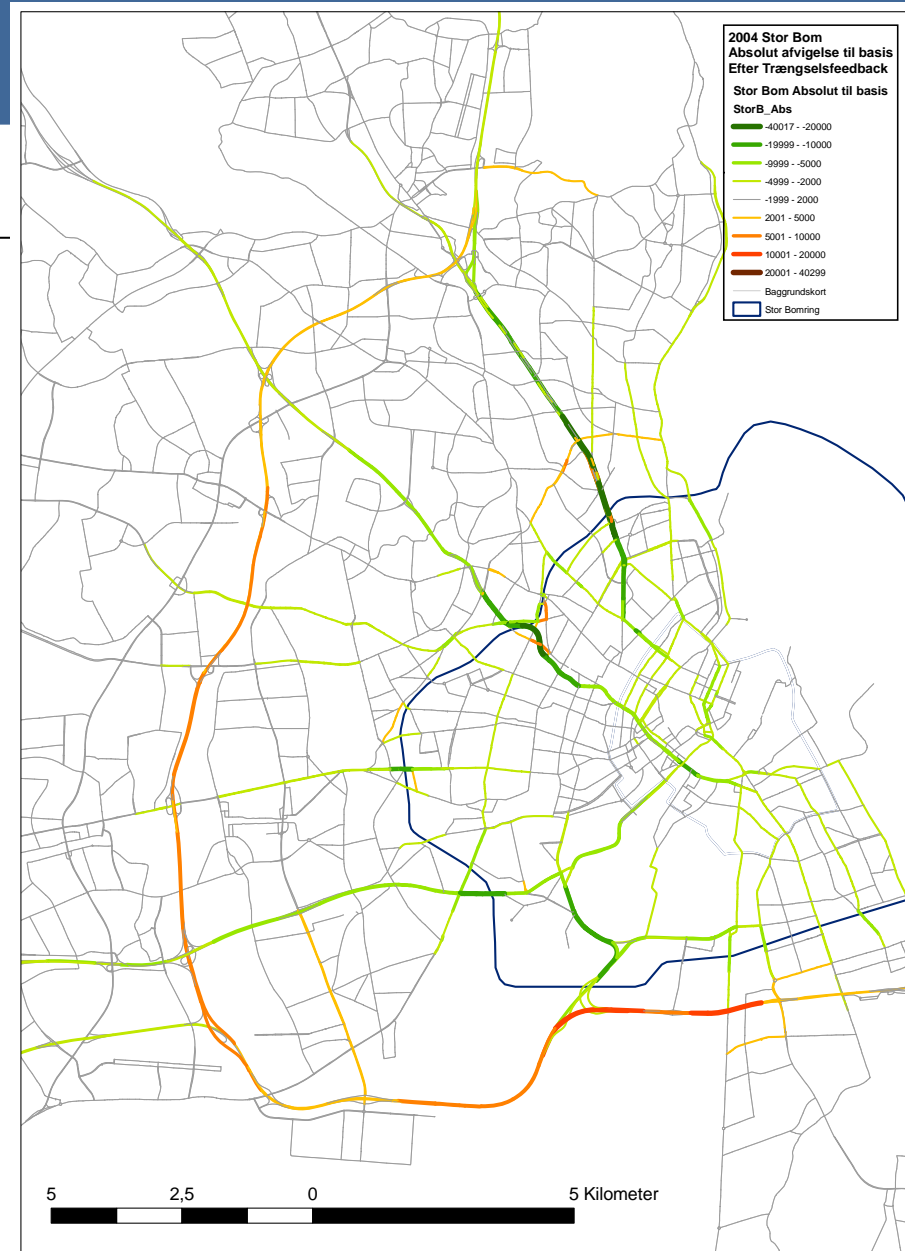 2004 Stor Bom
Absolut afvigelse til basis
Efter Trængselsfeedback
Stor Bom Absolut til basis
StorB_Abs
-40017 - -20000
-19999 - -10000
-9999 - -5000
-4999 - -2000
-1999 - 2000
2001 - 5000
5001 - 10000
10001 - 20000
20001 - 40299
Baggrundskort
Stor Bomring
5 2,5 0 5 Kilometer